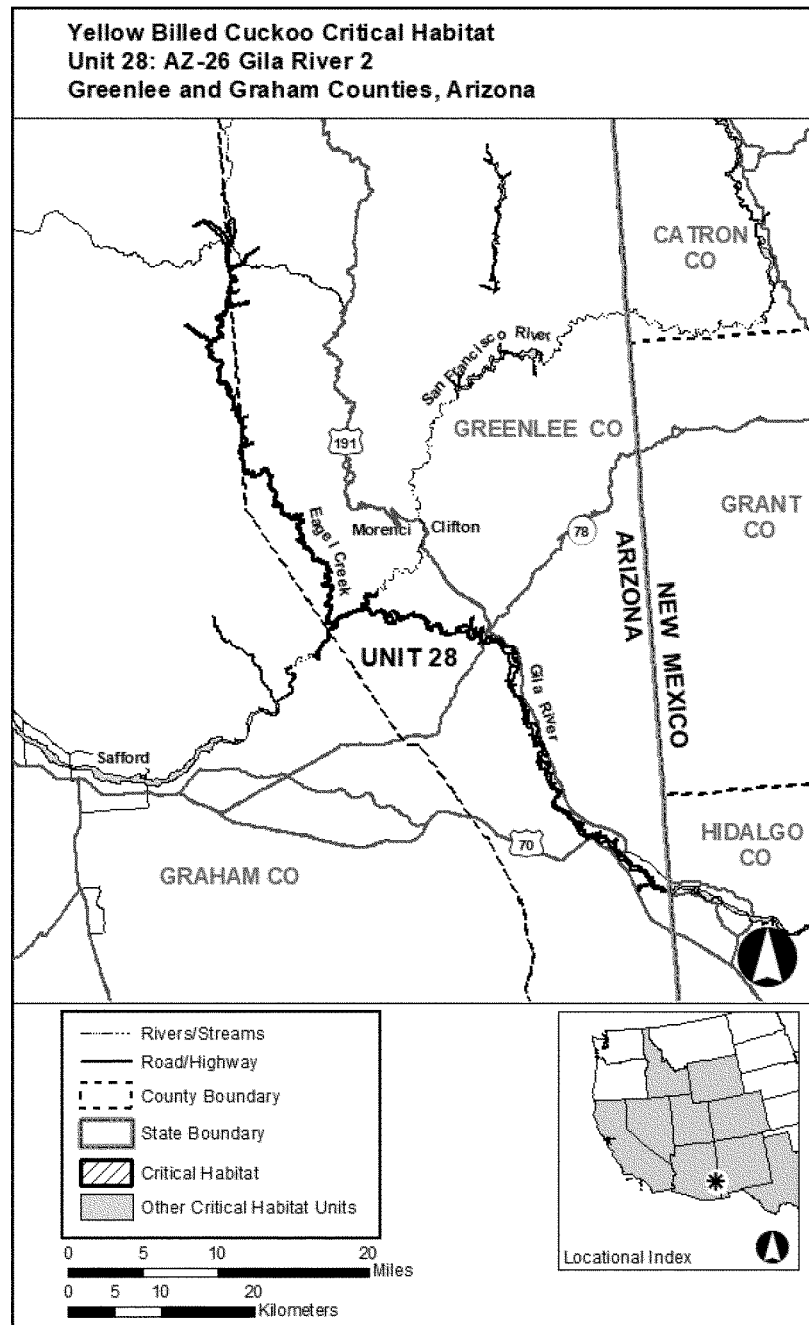 Yellow Billed Cuckoo Critical Habitat
Unit 28: AZ-26 Gila River 2
Greenlee and Graham Counties, Arizona
CATRON
CO
San Francisco River
GREENLEE CO
191
GRANT
CO
Morenci
Clifton
78
Eagel Creek
ARIZONA
NEW MEXICO
UNIT 28
Gila River
Safford
70
HIDALGO
CO
GRAHAM CO
Rivers/Streams
Road/Highway
County Boundary
State Boundary
Critical Habitat
Other Critical Habitat Units
0 5 10 20
Miles
0 5 10 20
Kilometers
Locational Index